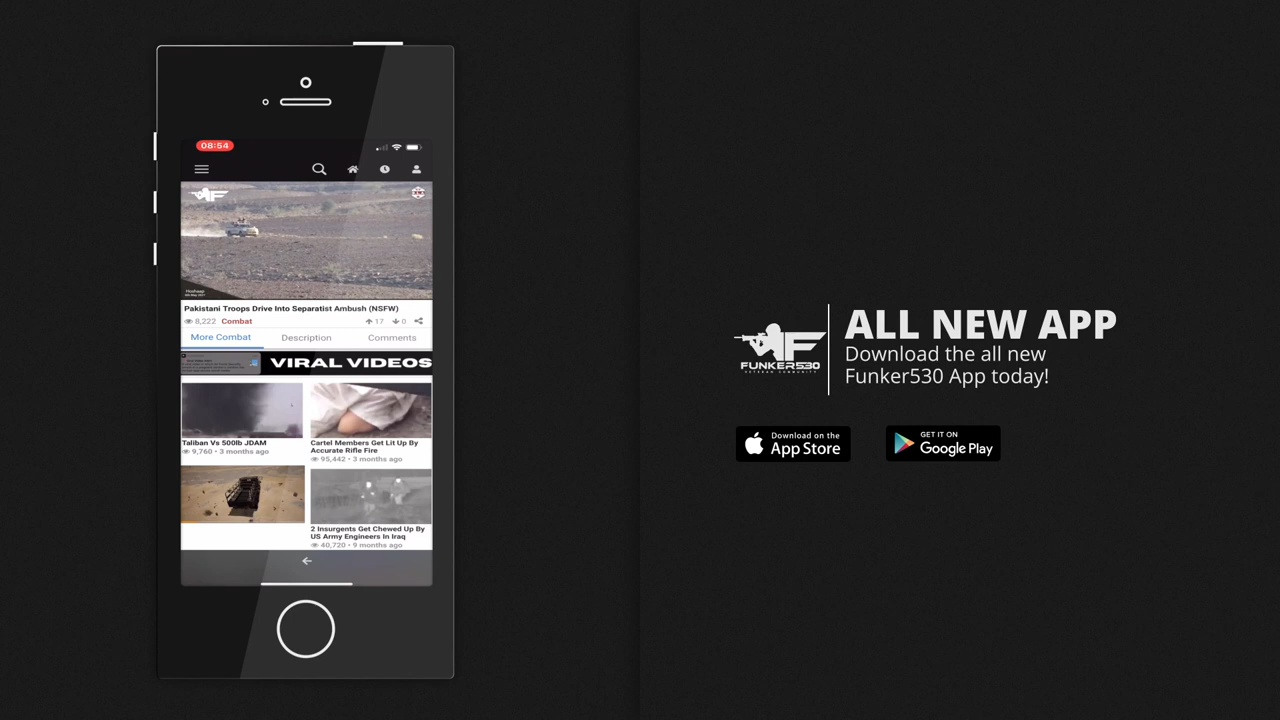 08:54
Hoshaap
Pakistani Troops Drive Into Separatist Ambush (NSFW)
8,222 Combat
17 0
More Combat Description Comments
VIRAL VIDEOS
Taliban Vs 500lb JDAM
9,760 • 3 months ago
Cartel Members Get Lit Up By
Accurate Rifle Fire
95,442 • 3 months ago
2 Insurgents Get Chewed Up By
US Army Engineers In Iraq
40,720 • 9 months ago
FUNKER530
VETERAN COMMUNITY
ALL NEW APP
Download the all new
Funker530 App today!
Download on the
App Store
GET IT ON
Google Play